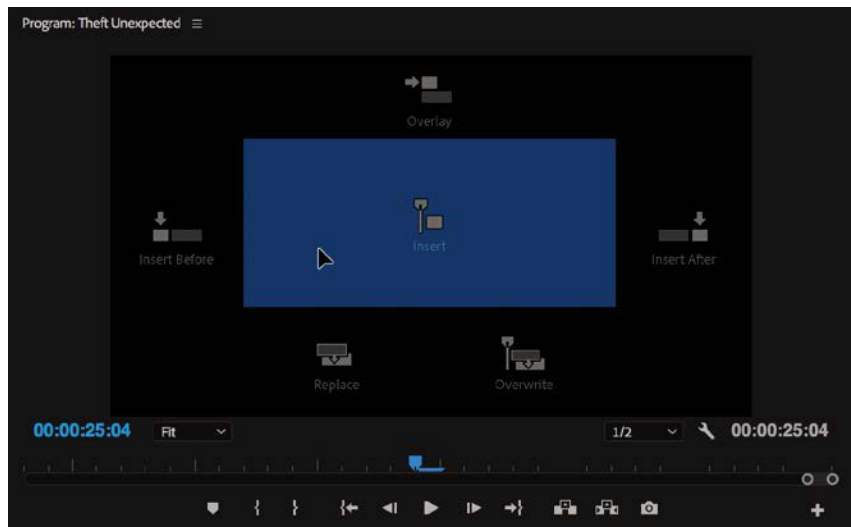 Program: Theft Unexpected
Overlay
Insert
Insert Before
Insert After
Replace
Overwrite
00:00:25:04
Fit
1/2
00:00:25:04